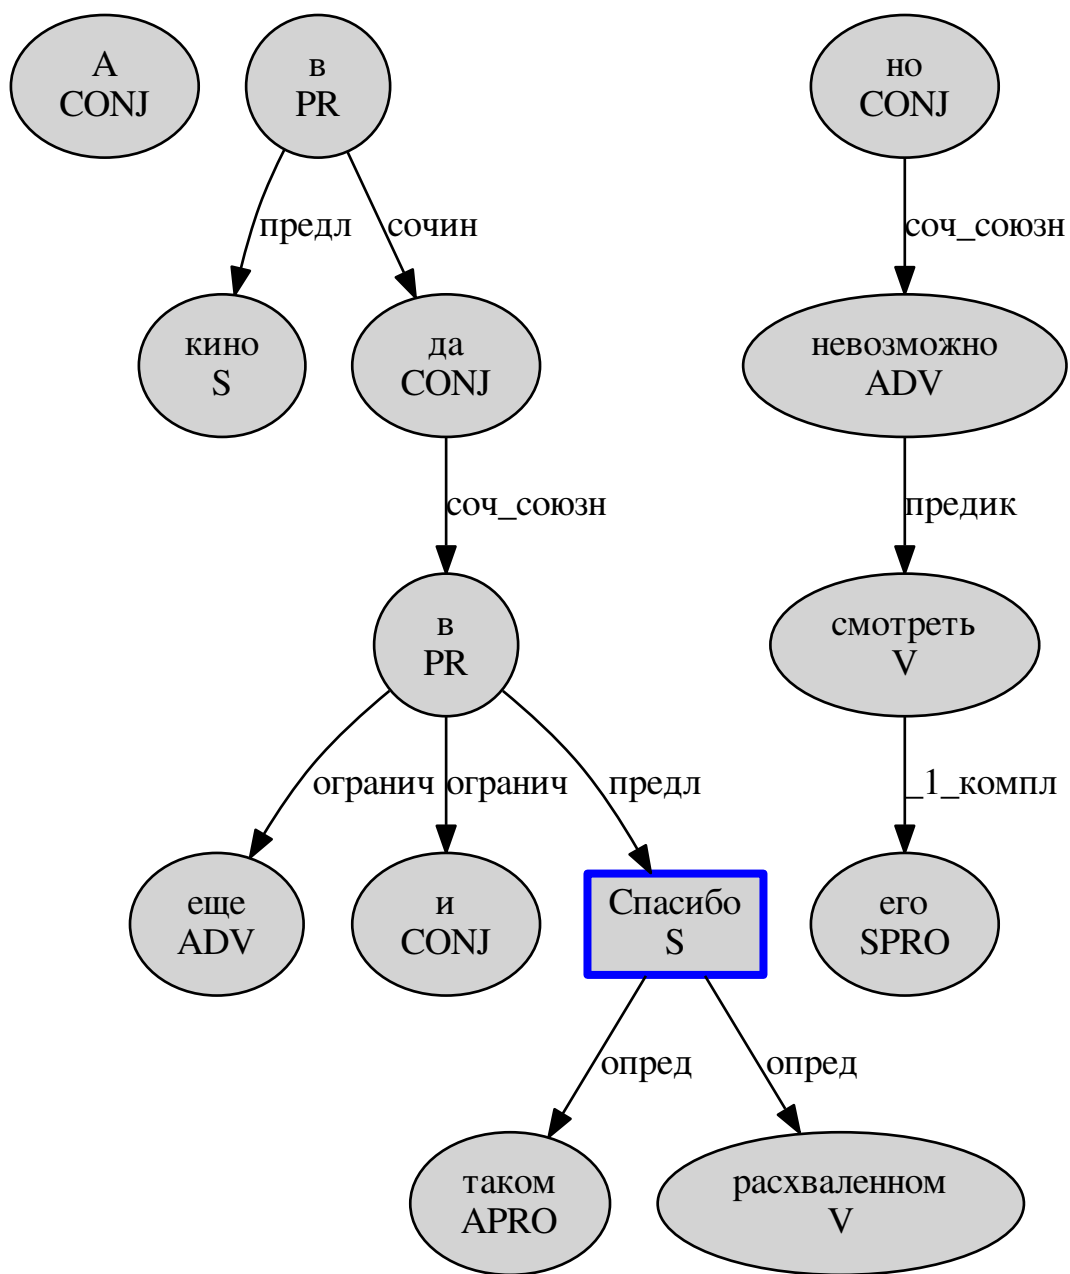 А
CONJ
в
PR
но
CONJ
предл
сочин
соч_союзн
кино
S
да
CONJ
невозможно
ADV
соч_союзн
предик
в
PR
смотреть
V
огранич
огранич
предл
_1_компл
еще
ADV
и
CONJ
Спасибо
S
его
SPRO
опред
опред
таком
APRO
расхваленном
V